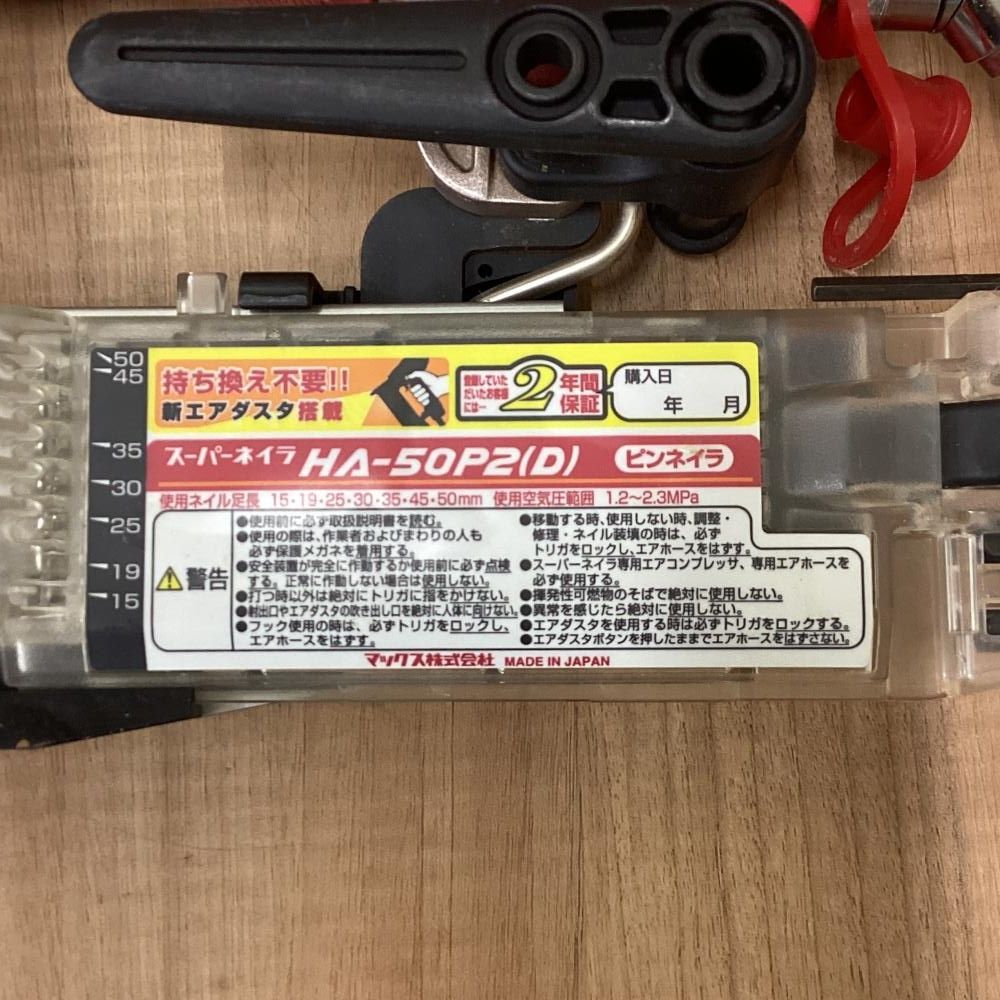 50
45
35
30
25
19
15
持ち換え不要!!
新エアダスタ搭載
登録していた
だいたお客様
には…
2年間
保証
購入日
年 月
スーパーネイラ HA-50P2(D) ピンネイラ
使用ネイル足長 15・19・25・30・35・45・50mm 使用空気圧範囲 1.2～2.3MPa
警告
●使用前に必ず取扱説明書を読む。
●使用の際は、作業者およびまわりの人も
必ず保護メガネを着用する。
●安全装置が完全に作動するか使用前に必ず点検
する。正常に作動しない場合は使用しない。
●打つ時以外は絶対にトリガに指をかけない。
●射出口やエアダスタの吹き出し口を絶対に人体に向けない。
●フック使用の時は、必ずトリガをロックし、
エアホースをはずす。
●移動する時、使用しない時、調整・
修理・ネイル装填の時は、必ず
トリガをロックし、エアホースをはずす。
●スーパーネイラ専用エアコンプレッサ、専用エアホースを
必ず使用する。
●揮発性可燃物のそばで絶対に使用しない。
●異常を感じたら絶対に使用しない。
●エアダスタを使用する時は必ずトリガをロックする。
●エアダスタボタンを押したままでエアホースをはずさない。
マックス株式会社 MADE IN JAPAN